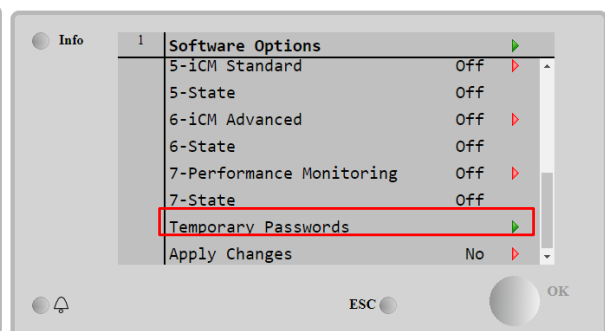 Info
1 Software Options
5-iCM Standard Off
5-State Off
6-iCM Advanced Off
6-State Off
7-Performance Monitoring Off
7-State Off
Temporary Passwords
Apply Changes No
ESC OK